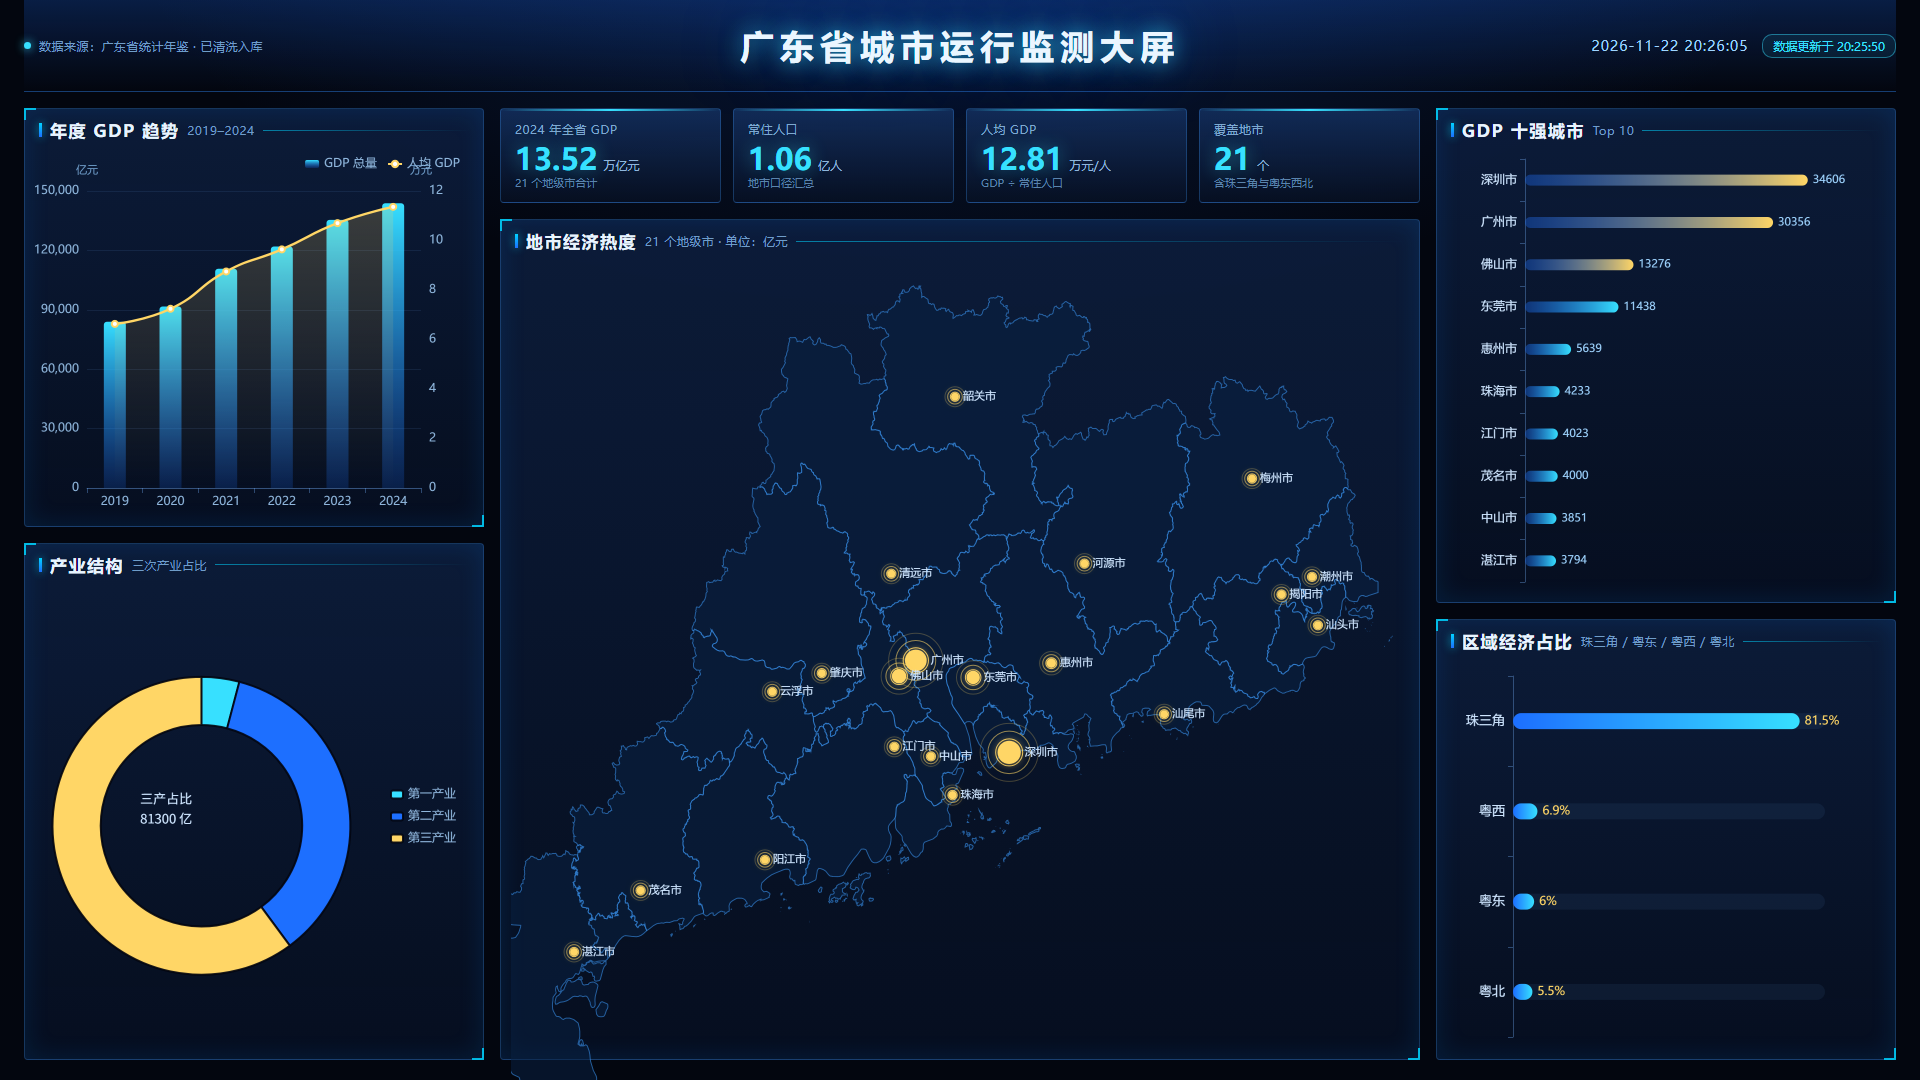 数据来源：广东省统计年鉴 · 已清洗入库
广东省城市运行监测大屏
2026-11-22 20:26:05
数据更新于 20:25:50
年度 GDP 趋势 2019–2024
GDP 总量
人均 GDP
亿元
万元
150,000
120,000
90,000
60,000
30,000
0
12
10
8
6
4
2
0
2019
2020
2021
2022
2023
2024
产业结构 三次产业占比
三产占比
81300 亿
第一产业
第二产业
第三产业
2024 年全省 GDP
13.52 万亿元
21 个地级市合计
常住人口
1.06 亿人
地市口径汇总
人均 GDP
12.81 万元/人
GDP ÷ 常住人口
覆盖地市
21 个
含珠三角与粤东西北
地市经济热度 21 个地级市 · 单位：亿元
韶关市
梅州市
河源市
清远市
潮州市
揭阳市
汕头市
广州市
惠州市
肇庆市
佛山市
东莞市
云浮市
汕尾市
江门市
中山市
深圳市
珠海市
阳江市
茂名市
湛江市
GDP 十强城市 Top 10
深圳市 34606
广州市 30356
佛山市 13276
东莞市 11438
惠州市 5639
珠海市 4233
江门市 4023
茂名市 4000
中山市 3851
湛江市 3794
区域经济占比 珠三角 / 粤东 / 粤西 / 粤北
珠三角 81.5%
粤西 6.9%
粤东 6%
粤北 5.5%